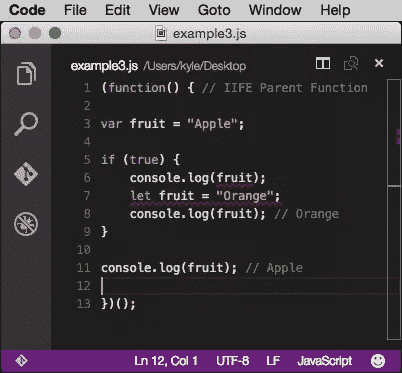 Code File Edit View Goto Window Help
example3.js
example3.js /Users/kyle/Desktop
1 (function() { // IIFE Parent Function
2
3 var fruit = "Apple";
4
5 if (true) {
6 console.log(fruit);
7 let fruit = "Orange";
8 console.log(fruit); // Orange
9 }
10
11 console.log(fruit); // Apple
12
13 })();
Ln 12, Col 1 UTF-8 LF JavaScript